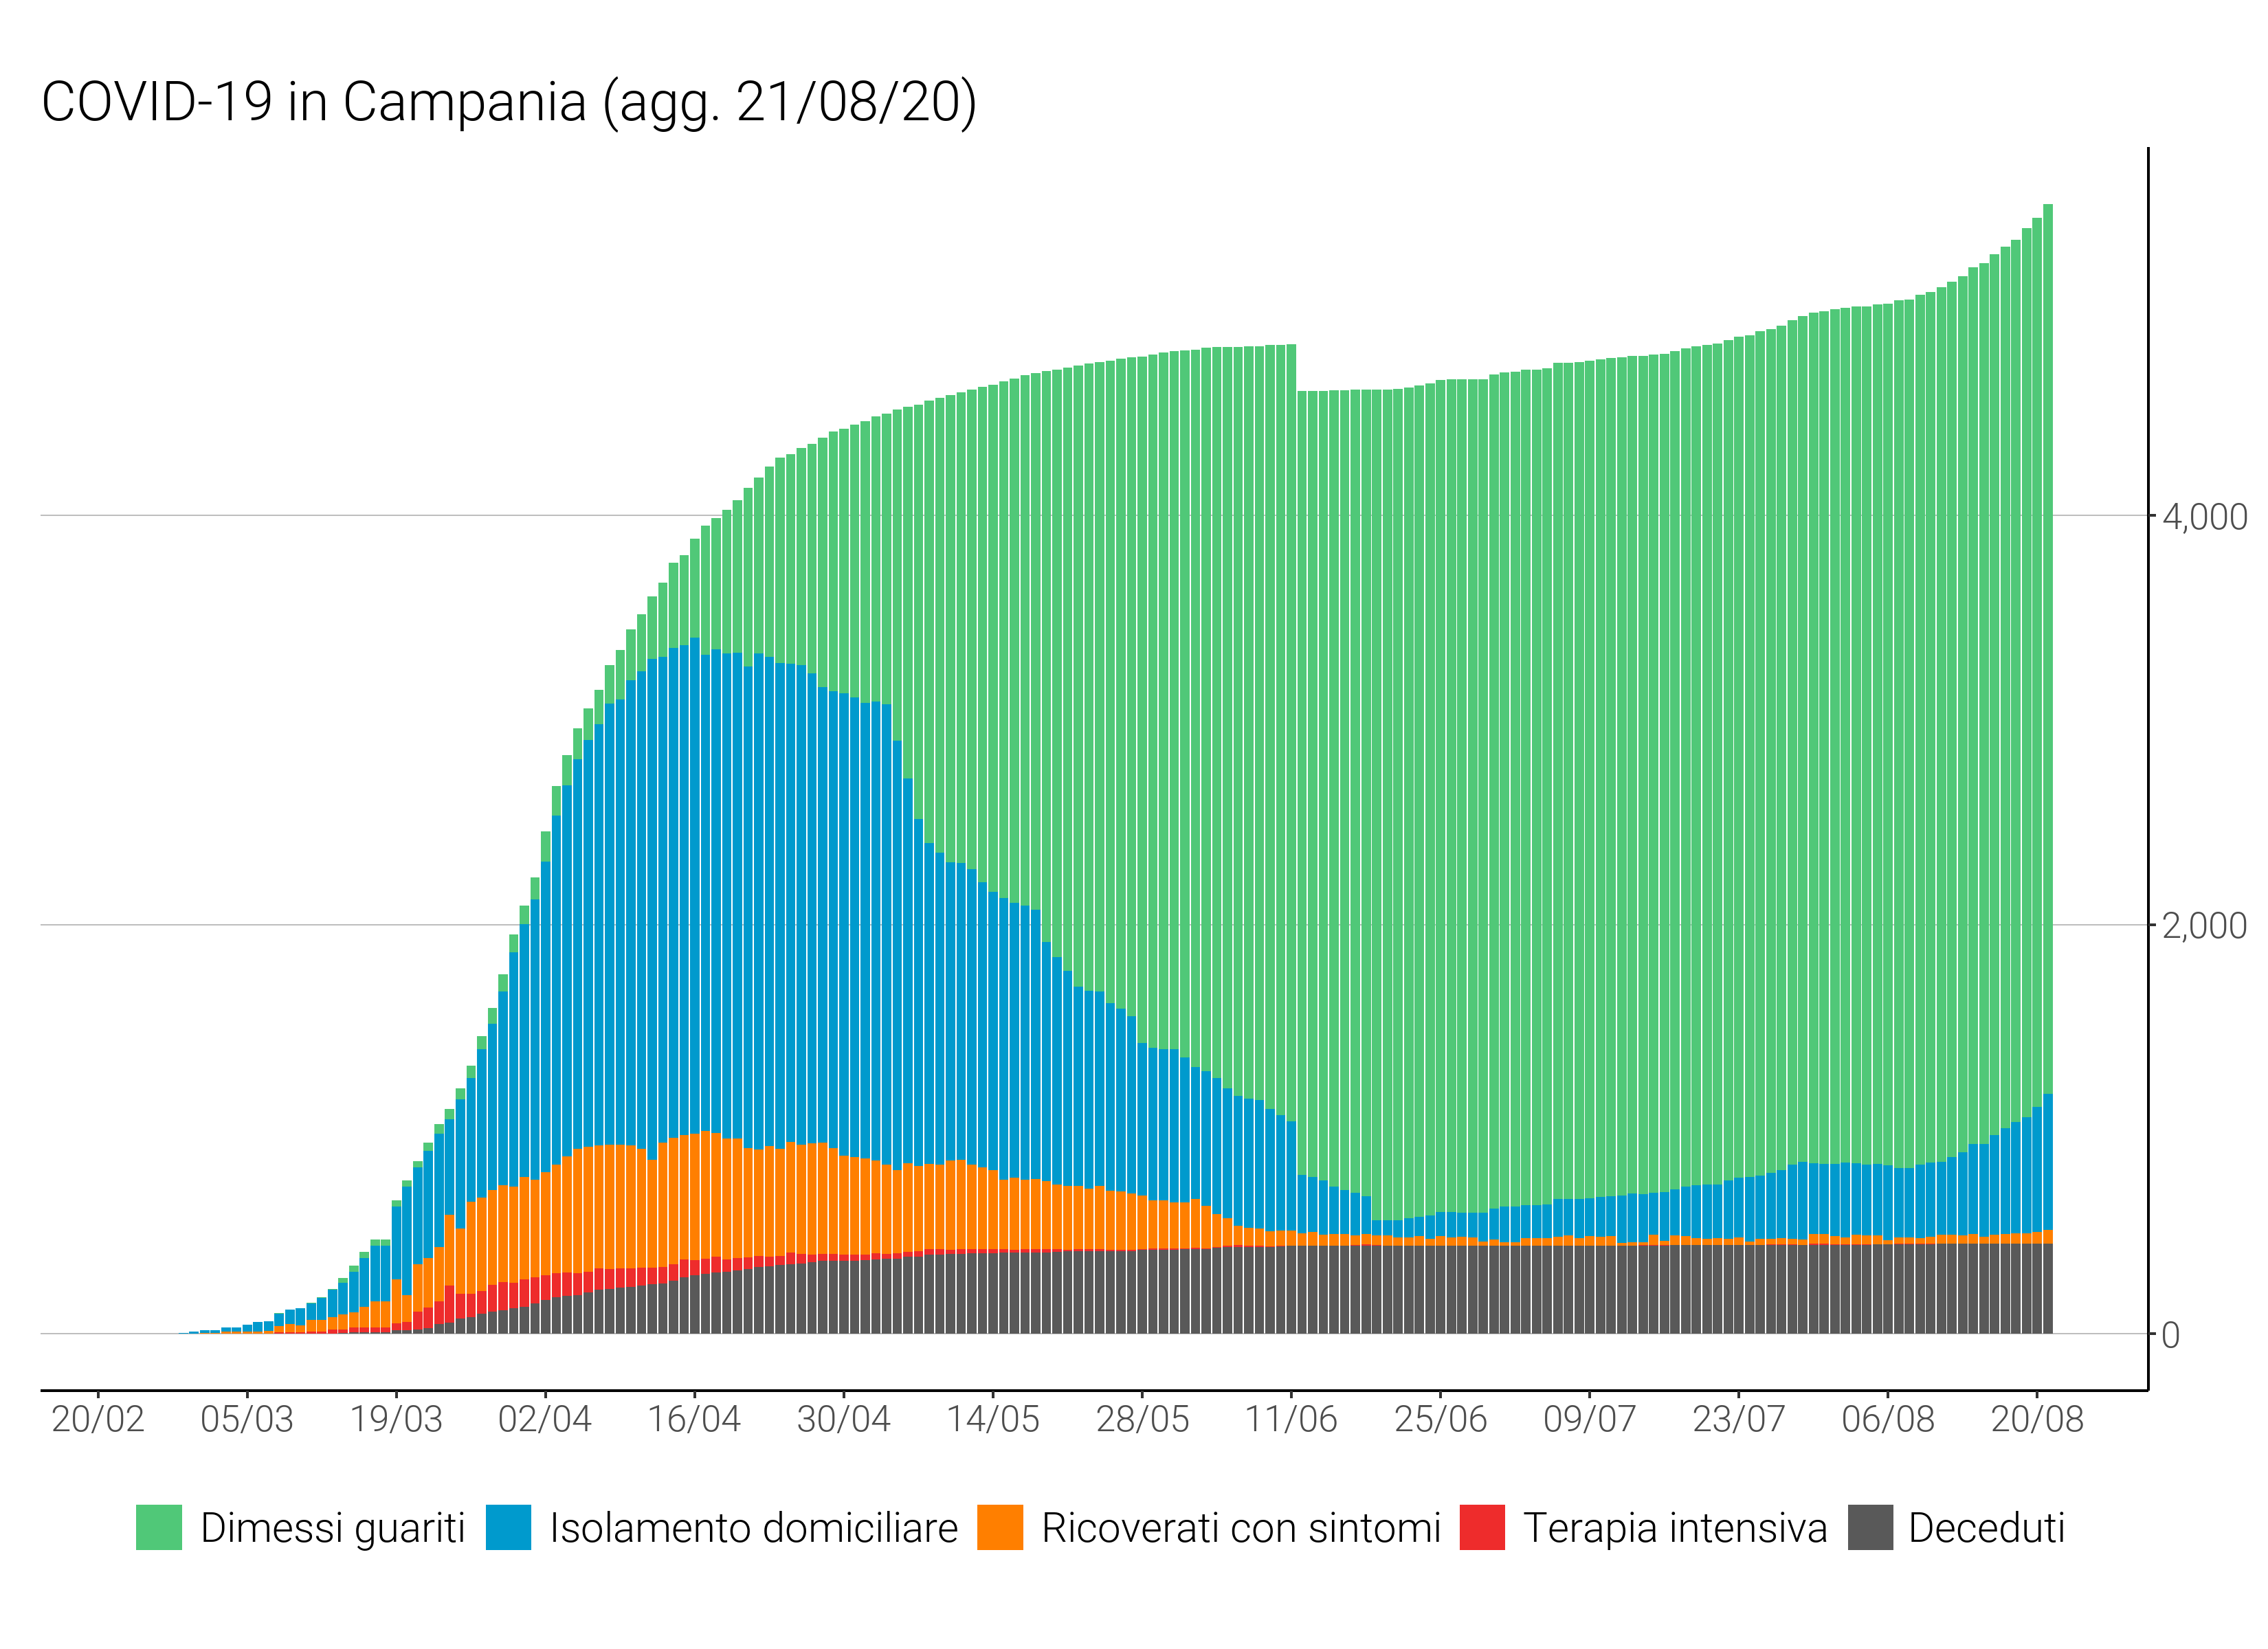 COVID-19 in Campania (agg. 21/08/20)
4,000
2,000
0
20/02 05/03 19/03 02/04 16/04 30/04 14/05 28/05 11/06 25/06 09/07 23/07 06/08 20/08
Dimessi guariti Isolamento domiciliare Ricoverati con sintomi Terapia intensiva Deceduti